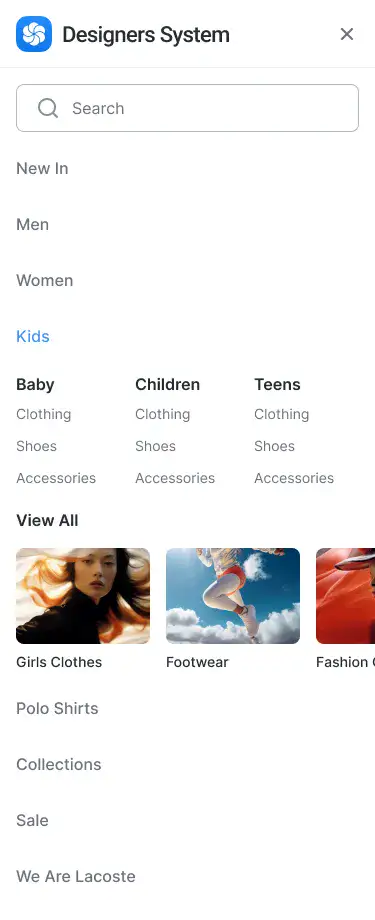 Designers System
Search
New In
Men
Women
Kids
Baby Children Teens
Clothing Clothing Clothing
Shoes Shoes Shoes
Accessories Accessories Accessories
View All
Girls Clothes Footwear Fashion
Polo Shirts
Collections
Sale
We Are Lacoste